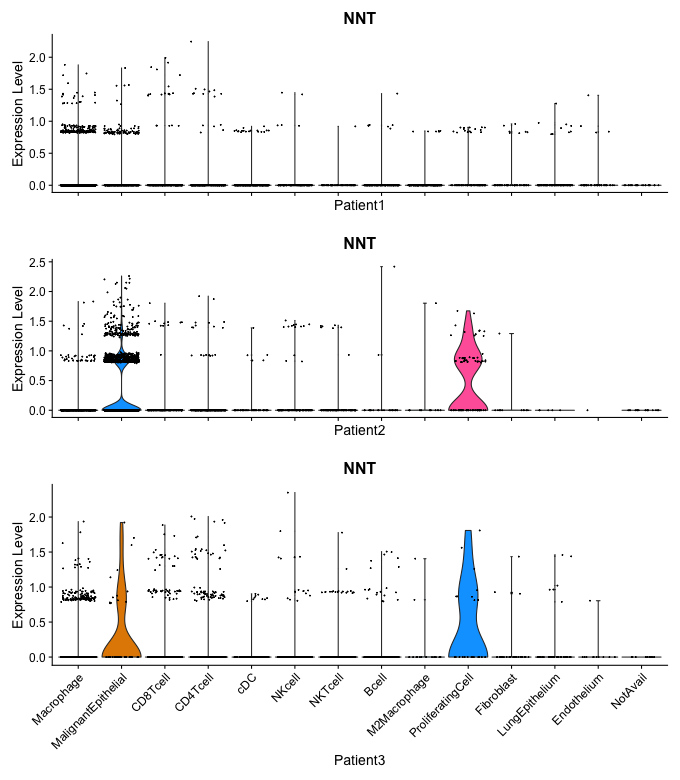 NNT
Expression Level
2.0
1.5
1.0
0.5
0.0
Patient1
NNT
Expression Level
2.5
2.0
1.5
1.0
0.5
0.0
Patient2
NNT
Expression Level
2.0
1.5
1.0
0.5
0.0
Macrophage
MalignantEpithelial
CD8Tcell
CD4Tcell
cDC
NKcell
NKTcell
Bcell
M2Macrophage
ProliferatingCell
Fibroblast
LungEpithelium
Endothelium
NotAvail
Patient3